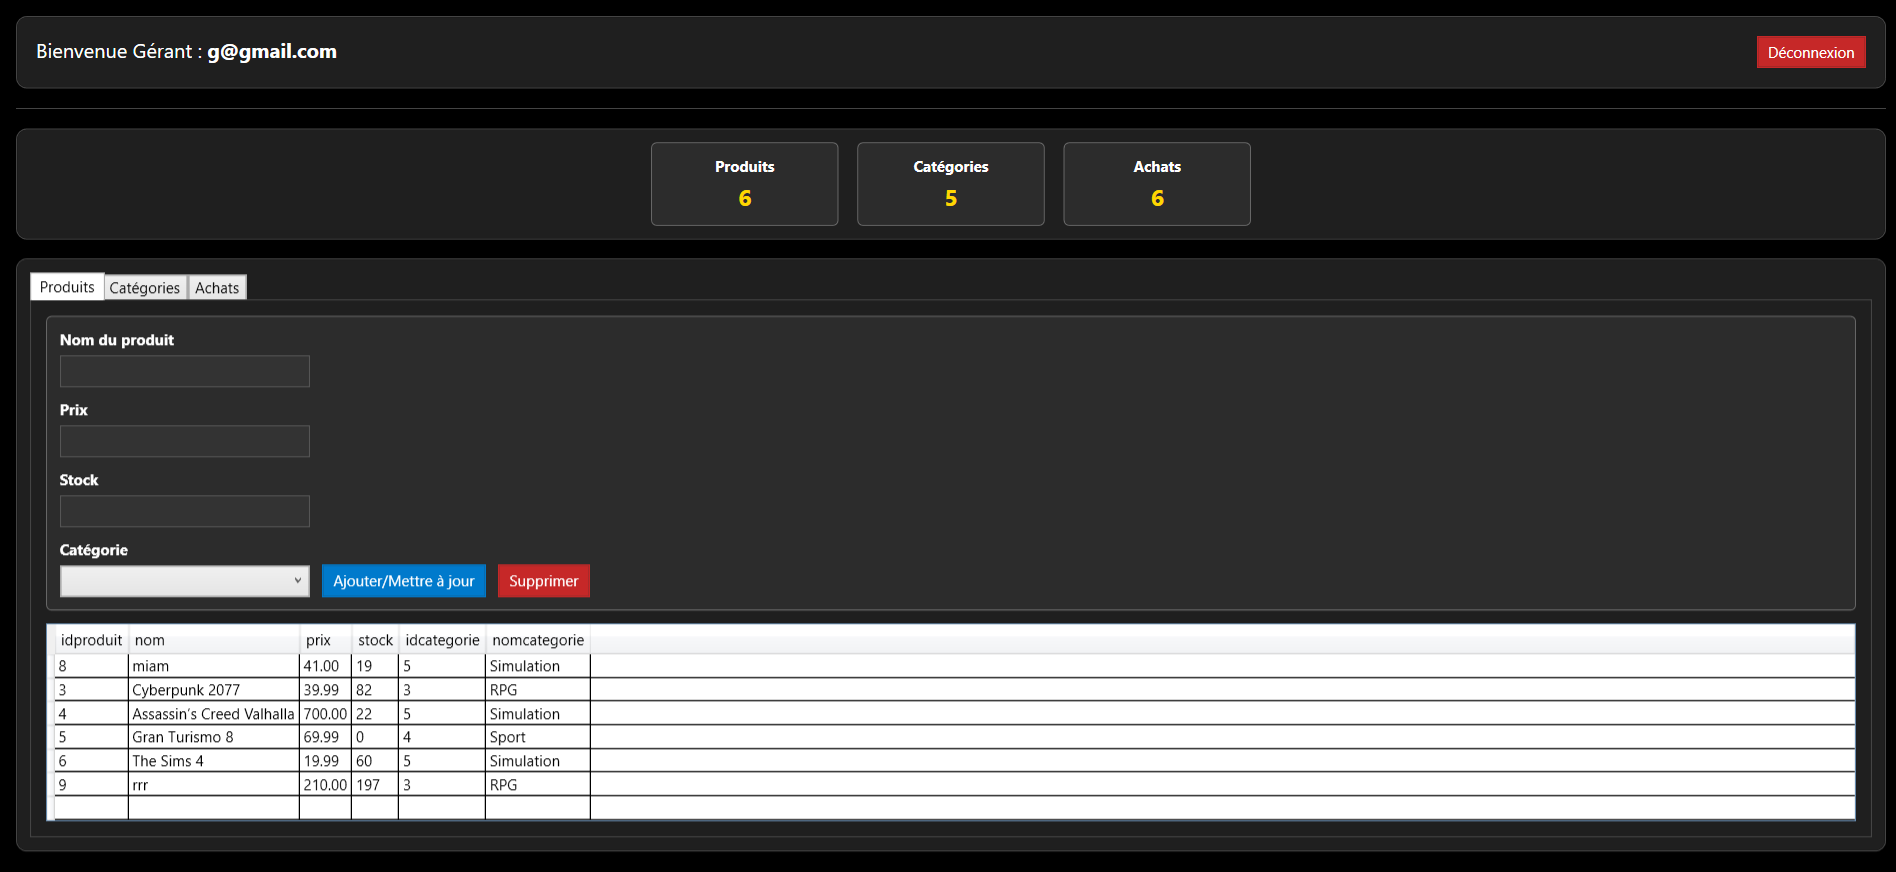 Bienvenue Gérant : g@gmail.com
Déconnexion
Produits Catégories Achats
6 5 6
Produits Catégories Achats
Nom du produit
Prix
Stock
Catégorie
Ajouter/Mettre à jour Supprimer
idproduit nom prix stock idcategorie nomcategorie
8 miam 41.00 19 5 Simulation
3 Cyberpunk 2077 39.99 82 3 RPG
4 Assassin's Creed Valhalla 700.00 22 5 Simulation
5 Gran Turismo 8 69.99 0 4 Sport
6 The Sims 4 19.99 60 5 Simulation
9 rrr 210.00 197 3 RPG